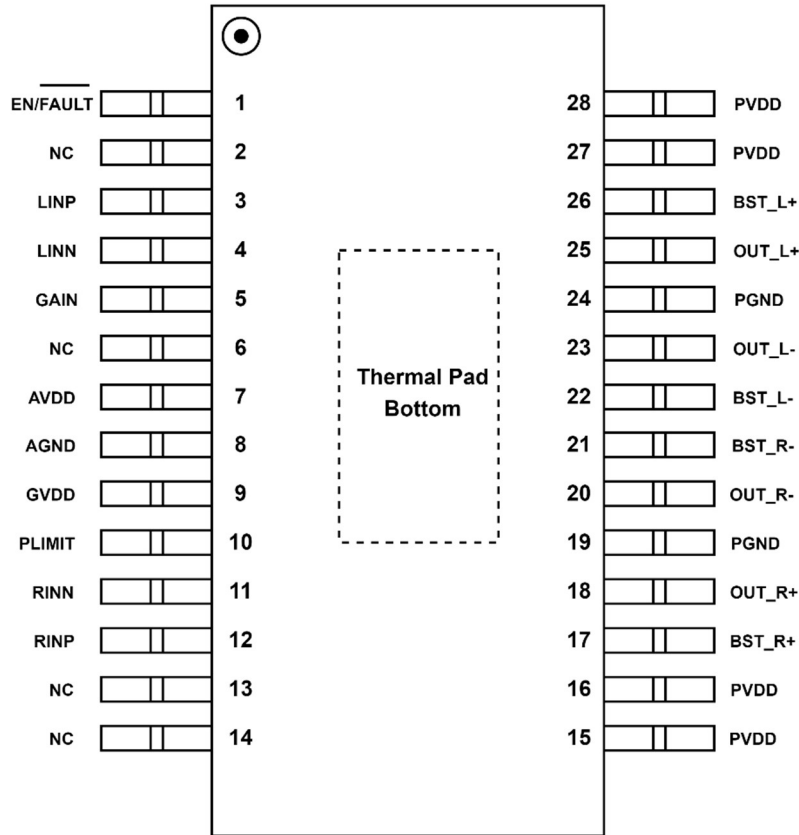 EN/FAULT 1 28 PVDD
NC 2 27 PVDD
LINP 3 26 BST_L+
LINN 4 25 OUT_L+
GAIN 5 24 PGND
NC 6 23 OUT_L-
AVDD 7 22 BST_L-
AGND 8 21 BST_R-
GVDD 9 20 OUT_R-
PLIMIT 10 19 PGND
RINN 11 18 OUT_R+
RINP 12 17 BST_R+
NC 13 16 PVDD
NC 14 15 PVDD
Thermal Pad
Bottom